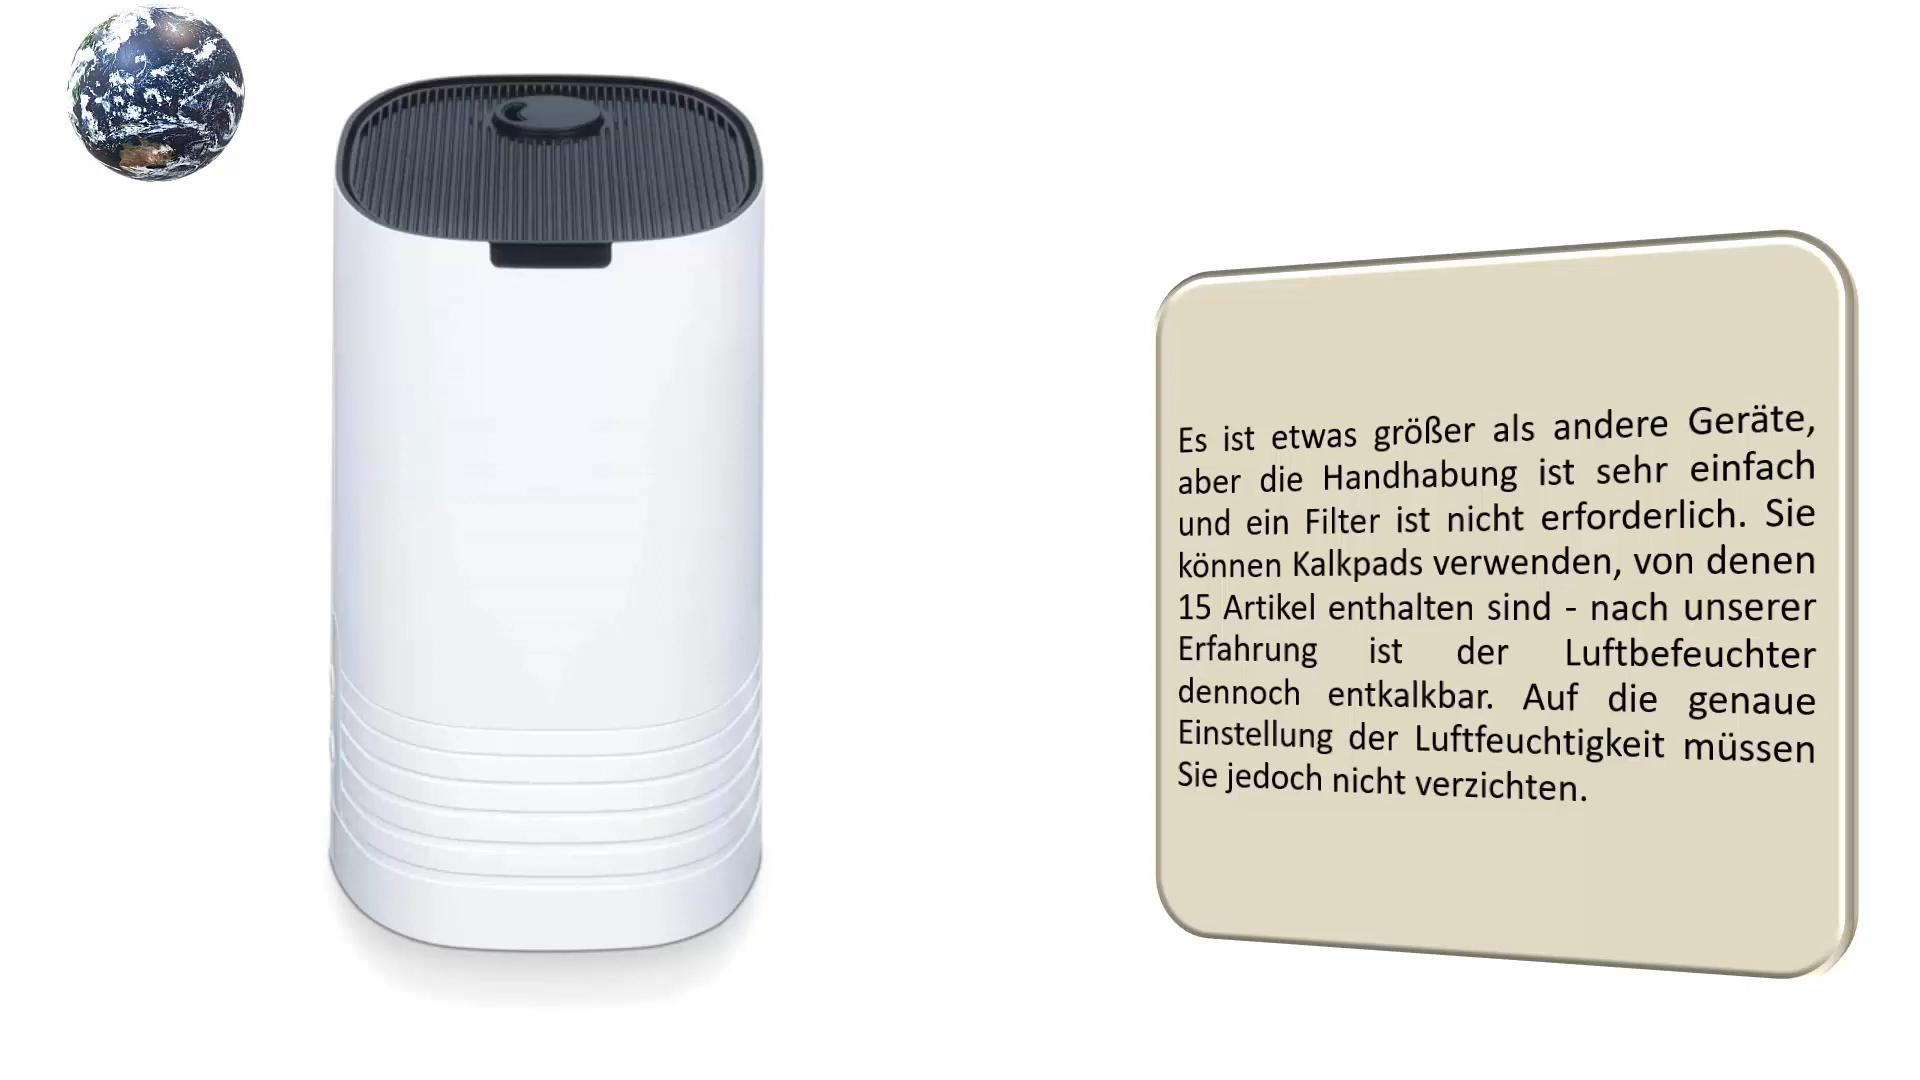 Es ist etwas größer als andere Geräte,
aber die Handhabung ist sehr einfach
und ein Filter ist nicht erforderlich. Sie
können Kalkpads verwenden, von denen
15 Artikel enthalten sind - nach unserer
Erfahrung ist der Luftbefeuchter
dennoch entkalkbar. Auf die genaue
Einstellung der Luftfeuchtigkeit müssen
Sie jedoch nicht verzichten.